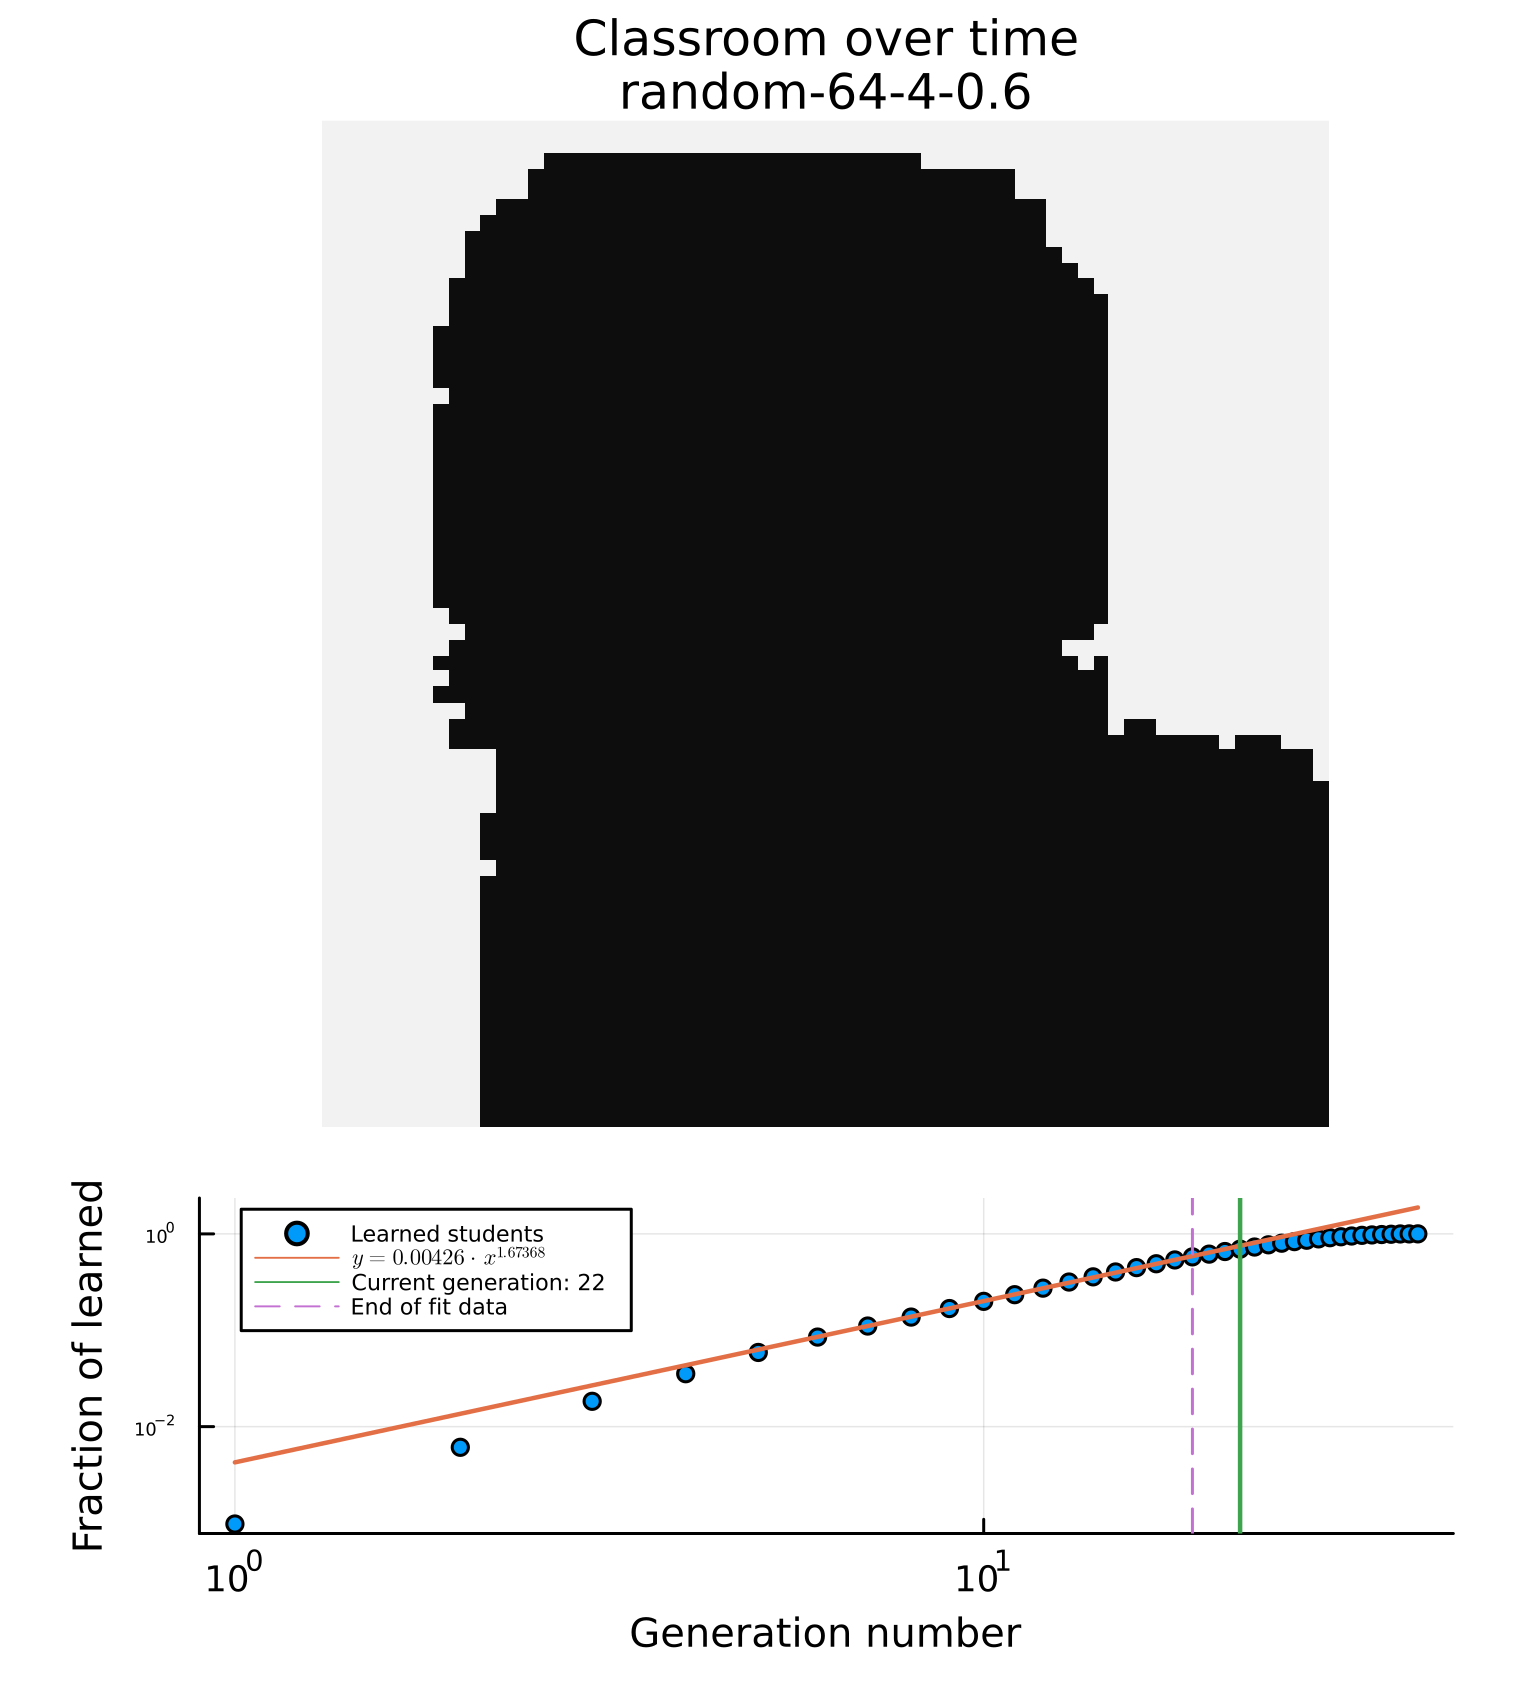 Classroom over time
random-64-4-0.6
Fraction of learned
10^0
10^-2
Learned students
y = 0.00426 · x^1.67368
Current generation: 22
End of fit data
10^0
10^1
Generation number